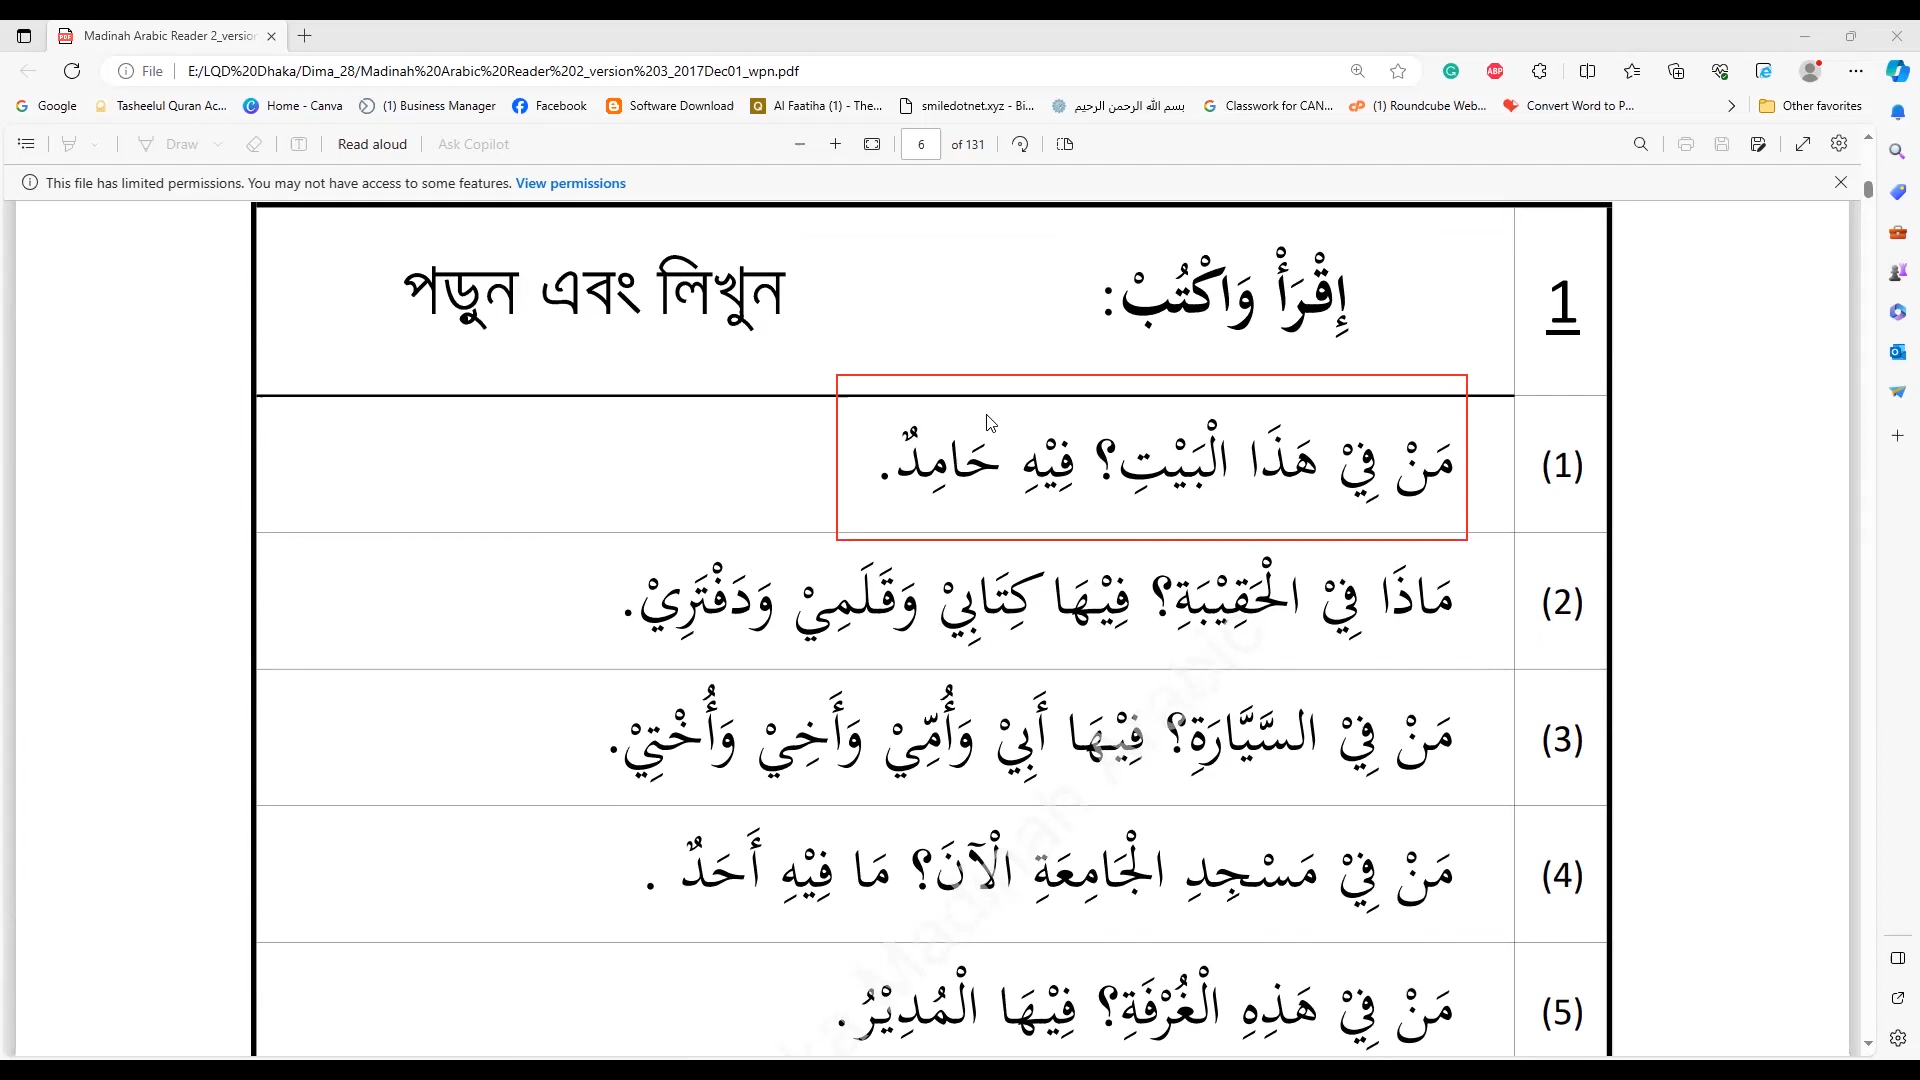 Madinah Arabic Reader 2_versio
File
E:/LQD%20Dhaka/Dima_28/Madinah%20Arabic%20Reader%202_version%203_2017Dec01_wpn.pdf
Google Tasheelul Quran Ac... Home - Canva (1) Business Manager Facebook Software Download Al Faatiha (1) - The... smiledotnet.xyz - Bi... بسم الله الرحمن الرحيم Classwork for CAN... (1) Roundcube Web... Convert Word to P... Other favorites
Draw Read aloud Ask Copilot 6 of 131
This file has limited permissions. You may not have access to some features. View permissions
1 إِقْرَأْ وَاكْتُبْ: পড়ুন এবং লিখুন
(1) مَنْ فِيْ هَذَا الْبَيْتِ؟ فِيْهِ حَامِدٌ.
(2) مَاذَا فِيْ الْحَقِيْبَةِ؟ فِيْهَا كِتَابِيْ وَقَلَمِيْ وَدَفْتَرِيْ.
(3) مَنْ فِيْ السَّيَّارَةِ؟ فِيْهَا أَبِيْ وَأُمِّيْ وَأَخِيْ وَأُخْتِيْ.
(4) مَنْ فِيْ مَسْجِدِ الْجَامِعَةِ الْآنَ؟ مَا فِيْهِ أَحَدٌ .
(5) مَنْ فِيْ هَذِهِ الْغُرْفَةِ؟ فِيْهَا الْمُدِيْرُ.